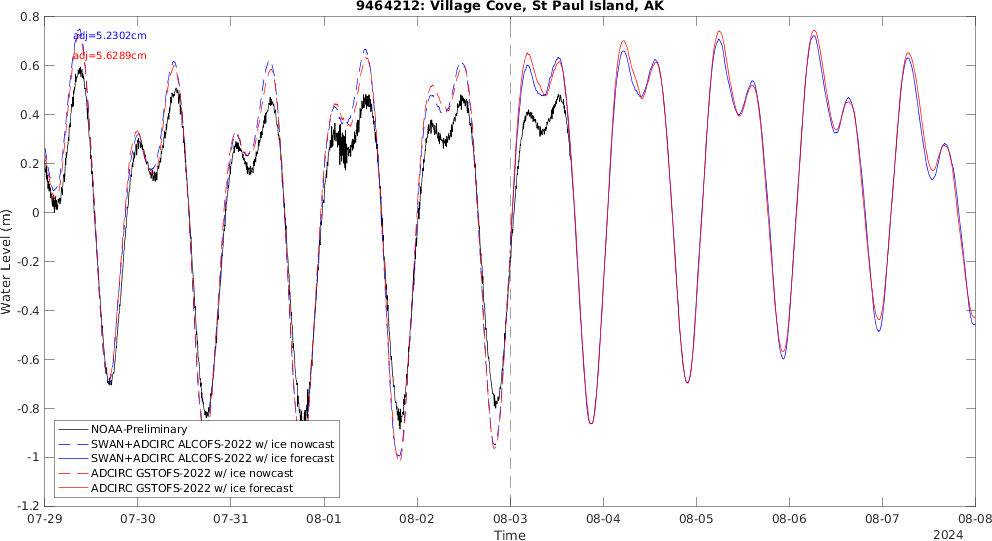 9464212: Village Cove, St Paul Island, AK
adj=5.2302cm
adj=5.6289cm
Water Level (m)
0.8
0.6
0.4
0.2
0
-0.2
-0.4
-0.6
-0.8
-1
-1.2
NOAA-Preliminary
SWAN+ADCIRC ALCOFS-2022 w/ ice nowcast
SWAN+ADCIRC ALCOFS-2022 w/ ice forecast
ADCIRC GSTOFS-2022 w/ ice nowcast
ADCIRC GSTOFS-2022 w/ ice forecast
07-29 07-30 07-31 08-01 08-02 08-03 08-04 08-05 08-06 08-07 08-08
Time
2024